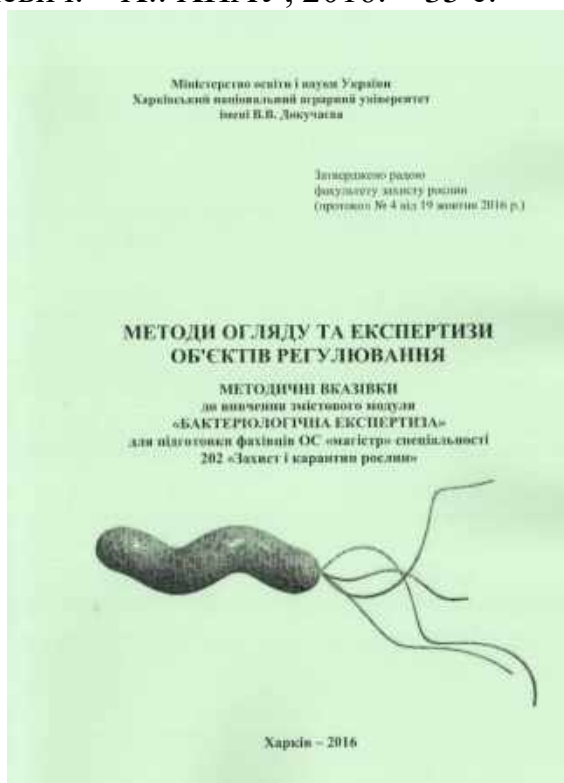 2016.
Міністерство освіти і науки України
Харківський національний аграрний університет
імені В.В. Докучаєва
Затверджено радою
факультету захисту рослин
(протокол № 4 від 19 жовтня 2016 р.)
МЕТОДИ ОГЛЯДУ ТА ЕКСПЕРТИЗИ
ОБ'ЄКТІВ РЕГУЛЮВАННЯ
МЕТОДИЧНІ ВКАЗІВКИ
до вивчення змістового модуля
«БАКТЕРІОЛОГІЧНА ЕКСПЕРТИЗА»
для підготовки фахівців ОС «магістр» спеціальності
202 «Захист і карантин рослин»
Харків – 2016